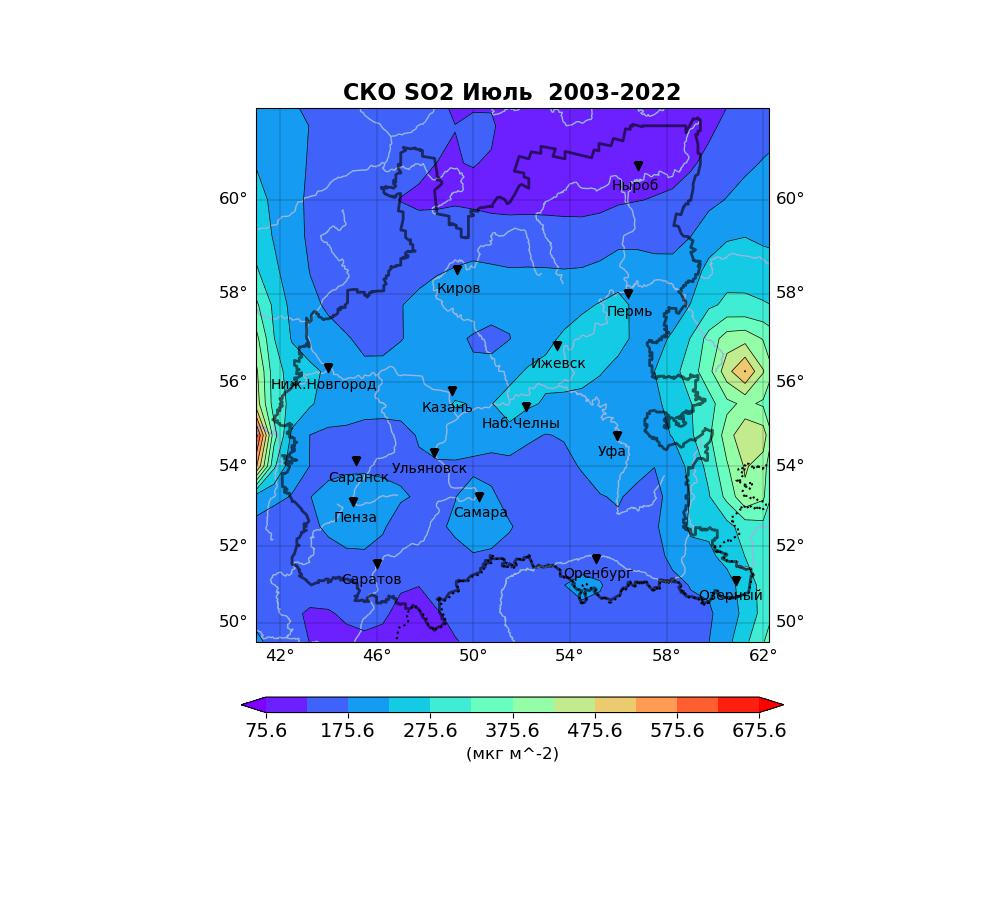 СКО SO2 Июль 2003-2022
Ныроб
60° 60°
Киров
58° 58°
Пермь
Ижевск
56° Ниж.Новгород 56°
Казань
Наб.Челны
Уфа
54° Ульяновск 54°
Саранск
Самара
Пенза
52° 52°
Оренбург
Саратов
Озерный
50° 50°
42° 46° 50° 54° 58° 62°
75.6 175.6 275.6 375.6 475.6 575.6 675.6
(мкг м^-2)